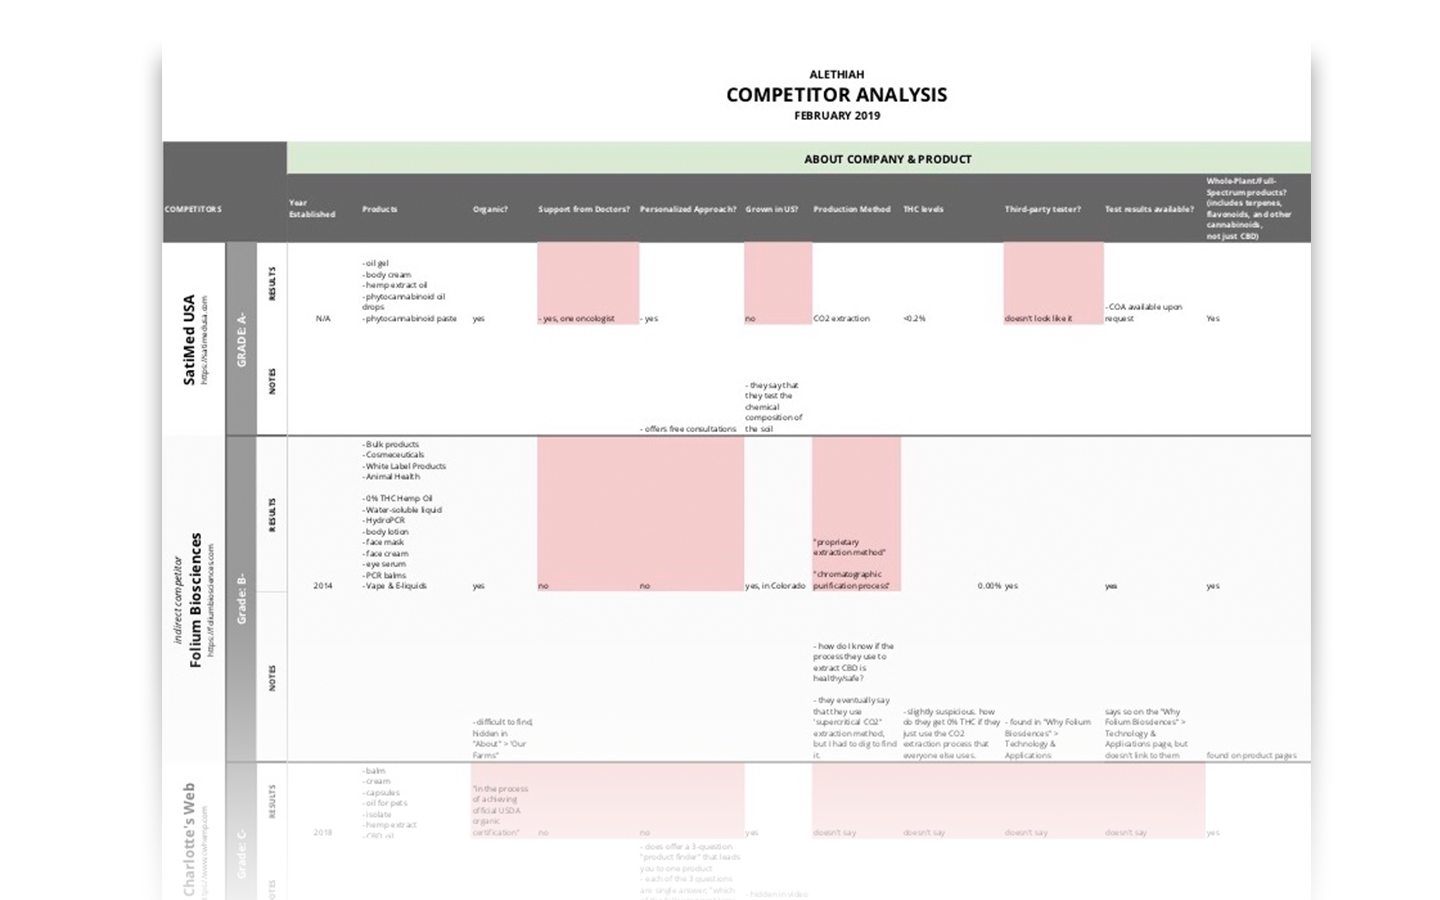 ALETHIAH
COMPETITOR ANALYSIS
FEBRUARY 2019
ABOUT COMPANY & PRODUCT
COMPETITORS
Year
Established
Products
Organic?
Support from Doctors?
Personalized Approach?
Grown in US?
Production Method
THC levels
Third-party tester?
Test results available?
Whole-Plant/Full-
Spectrum products?
(includes terpenes,
flavonoids, and other
cannabinoids,
not just CBD)
SatiMed USA
https://satimedusa.com
GRADE: A-
RESULTS
N/A
- oil gel
- body cream
- hemp extract oil
- phytocannabinoid oil
drops
- phytocannabinoid paste
yes
- yes, one oncologist
- yes
no
CO2 extraction
<0.2%
doesn't look like it
- COA available upon
request
Yes
NOTES
- offers free consultations
- they say that
they test the
chemical
composition of
the soil
indirect competitor
Folium Biosciences
https://foliumbiosciences.com
Grade: B-
RESULTS
2014
- Bulk products
- Cosmeceuticals
- White Label Products
- Animal Health
- 0% THC Hemp Oil
- Water-soluble liquid
- HydroPCR
- body lotion
- face mask
- face cream
- eye serum
- PCR balms
- Vape & E-liquids
yes
no
no
yes, in Colorado
"proprietary
extraction method"
"chromatographic
purification process"
0.00%
yes
yes
yes
NOTES
- difficult to find,
hidden in
"About" > 'Our
Farms"
- how do I know if the
process they use to
extract CBD is
healthy/safe?
- they eventually say
that they use
'supercritical CO2"
extraction method,
but I had to dig to find
it.
- slightly suspicious. how
do they get 0% THC if they
just use the CO2
extraction process that
everyone else uses.
- found in "Why Folium
Biosciences" >
Technology &
Applications
says so on the "Why
Folium Biosciences" >
Technology &
Applications page, but
doesn't link to them
found on product pages
Charlotte's Web
https://www.cwhemp.com
Grade: C-
RESULTS
2018
- balm
- cream
- capsules
- oil for pets
- isolate
- hemp extract
- CBD oil
"in the process
of achieving
official USDA
organic
certification"
no
no
yes
doesn't say
doesn't say
doesn't say
doesn't say
yes
NOTES
- does offer a 3-question
"product finder" that leads
you to one product
- each of the 3 questions
are single answer, "which
- hidden in video